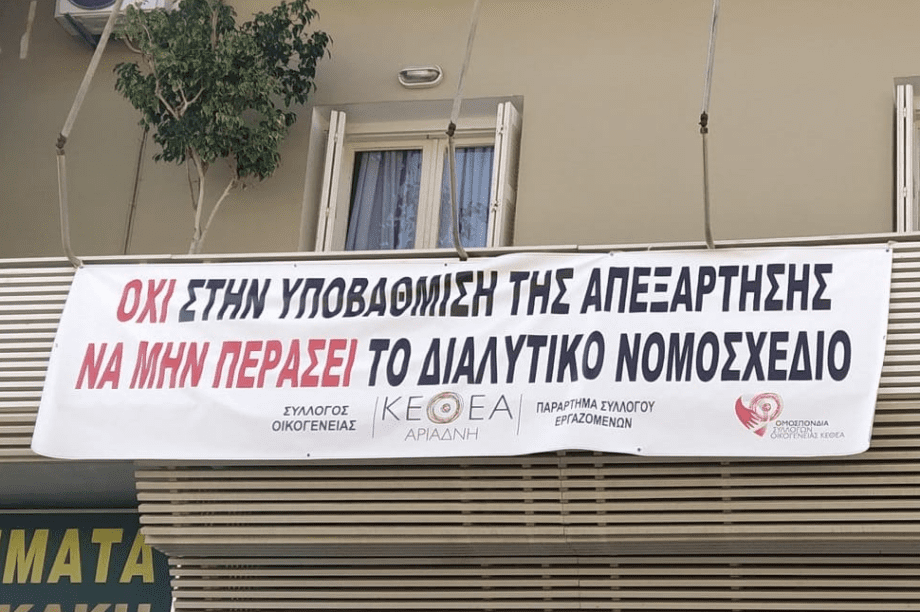 ΟΧΙ ΣΤΗΝ ΥΠΟΒΑΘΜΙΣΗ ΤΗΣ ΑΠΕΞΑΡΤΗΣΗΣ
ΝΑ ΜΗΝ ΠΕΡΑΣΕΙ ΤΟ ΔΙΑΛΥΤΙΚΟ ΝΟΜΟΣΧΕΔΙΟ
ΣΥΛΛΟΓΟΣ
ΟΙΚΟΓΕΝΕΙΑΣ
ΚΕΘΕΑ
ΑΡΙΑΔΝΗ
ΠΑΡΑΡΤΗΜΑ ΣΥΛΛΟΓΟΥ
ΕΡΓΑΖΟΜΕΝΩΝ
ΟΜΟΣΠΟΝΔΙΑ
ΣΥΛΛΟΓΩΝ
ΟΙΚΟΓΕΝΕΙΑΣ ΚΕΘΕΑ
ΜΑΤΑ